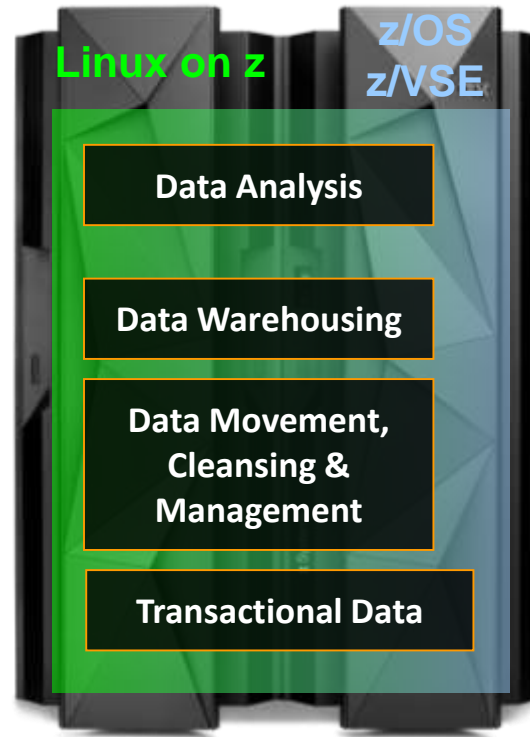 Linux on z
z/OS
z/VSE
Data Analysis
Data Warehousing
Data Movement,
Cleansing &
Management
Transactional Data